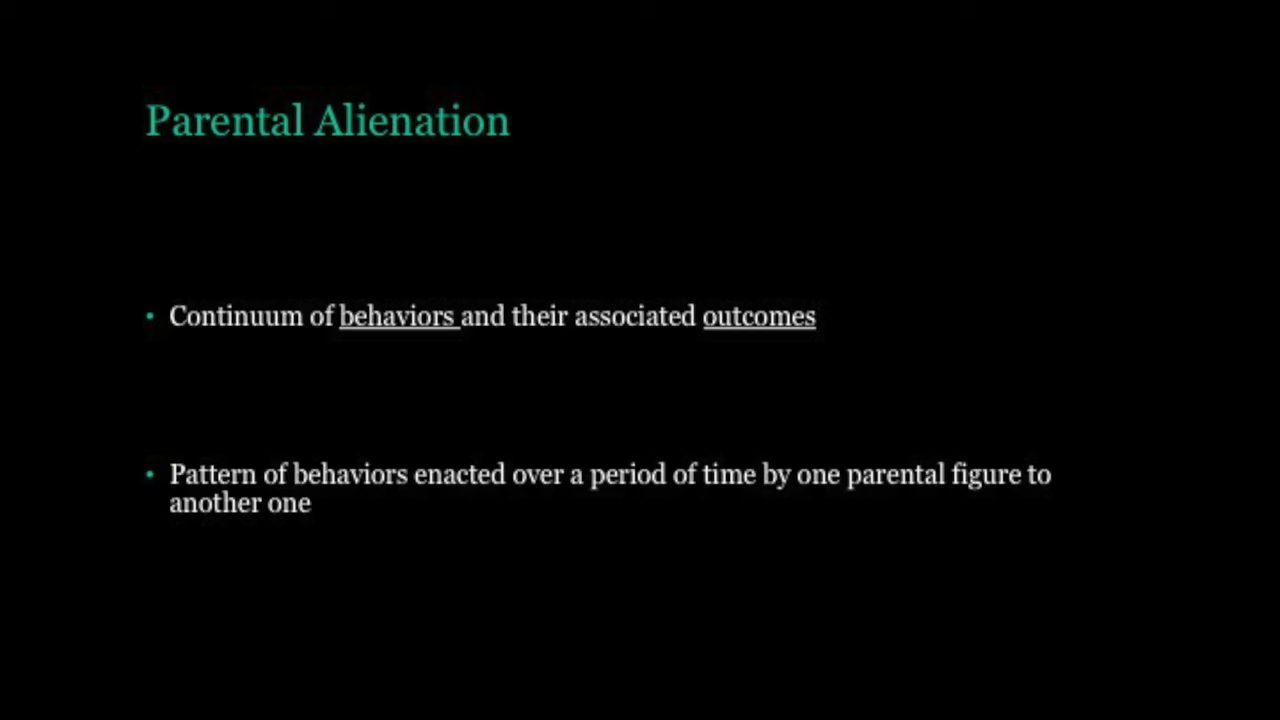 Parental Alienation
• Continuum of behaviors and their associated outcomes
• Pattern of behaviors enacted over a period of time by one parental figure to
another one